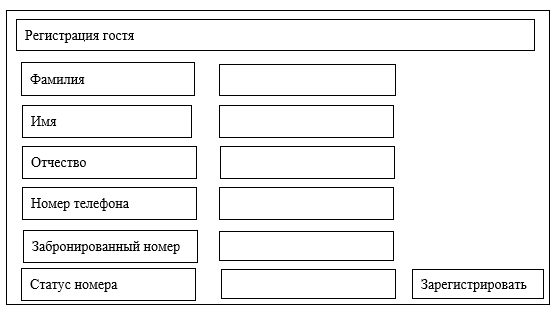 Регистрация гостя
Фамилия
Имя
Отчество
Номер телефона
Забронированный номер
Статус номера
Зарегистрировать